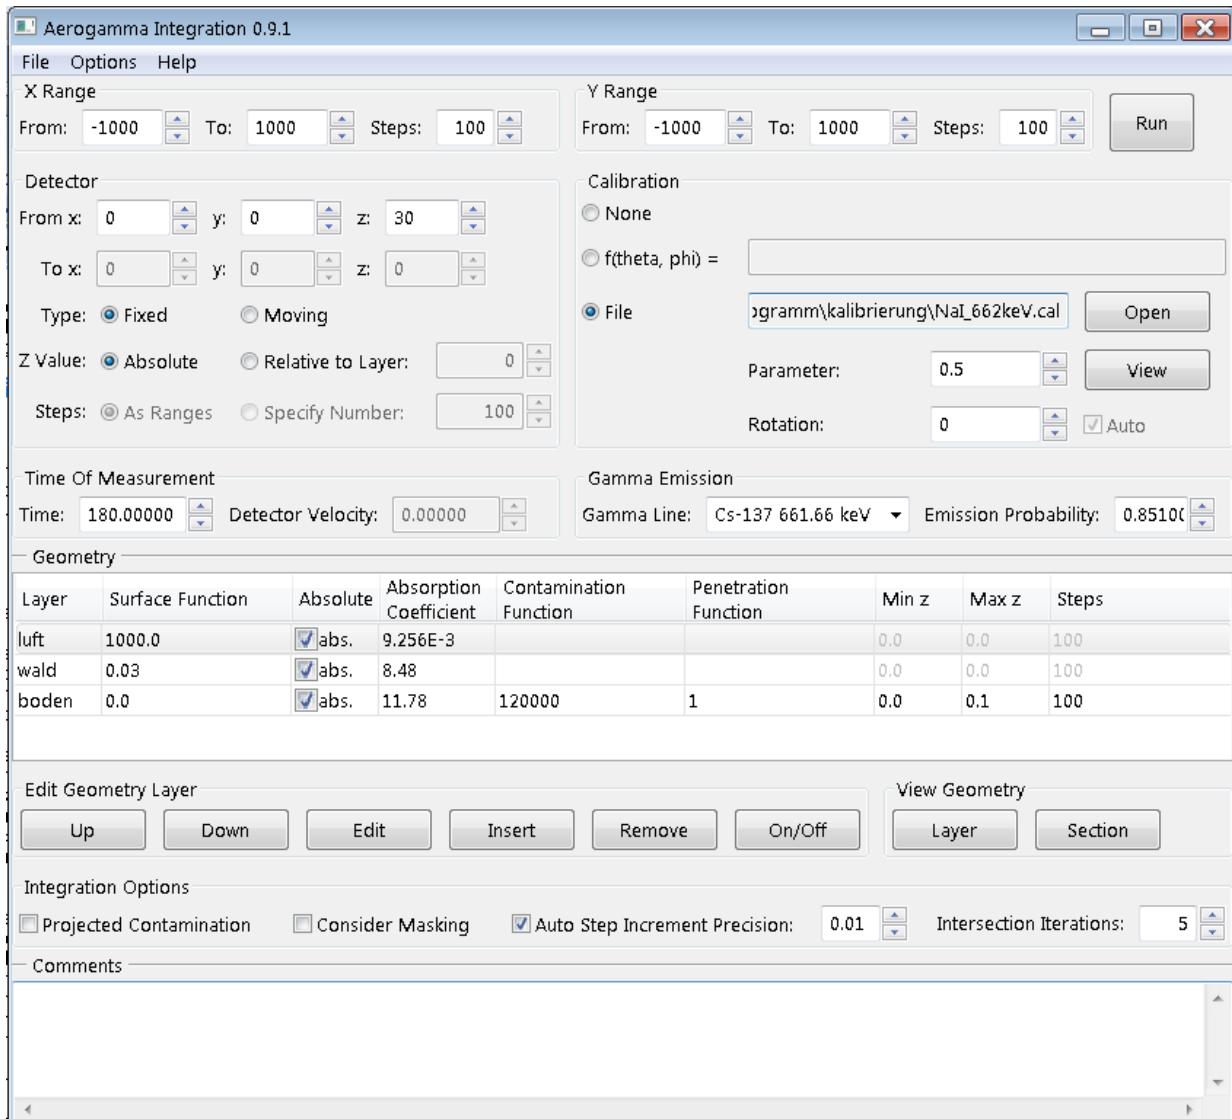 Aerogamma Integration 0.9.1
File Options Help
X Range
From: -1000 To: 1000 Steps: 100
Y Range
From: -1000 To: 1000 Steps: 100
Run
Detector
From x: 0 y: 0 z: 30
To x: 0 y: 0 z: 0
Type: Fixed Moving
Z Value: Absolute Relative to Layer: 0
Steps: As Ranges Specify Number: 100
Calibration
None
f(theta, phi) =
File ogramm\kalibrierung\NaI_662keV.cal Open
Parameter: 0.5 View
Rotation: 0 Auto
Time Of Measurement
Time: 180.00000 Detector Velocity: 0.00000
Gamma Emission
Gamma Line: Cs-137 661.66 keV Emission Probability: 0.8510(
Geometry
Layer Surface Function Absolute Absorption Coefficient Contamination Function Penetration Function Min z Max z Steps
luft 1000.0 abs. 9.256E-3 0.0 0.0 100
wald 0.03 abs. 8.48 0.0 0.0 100
boden 0.0 abs. 11.78 120000 1 0.0 0.1 100
Edit Geometry Layer
Up Down Edit Insert Remove On/Off
View Geometry
Layer Section
Integration Options
Projected Contamination Consider Masking Auto Step Increment Precision: 0.01 Intersection Iterations: 5
Comments